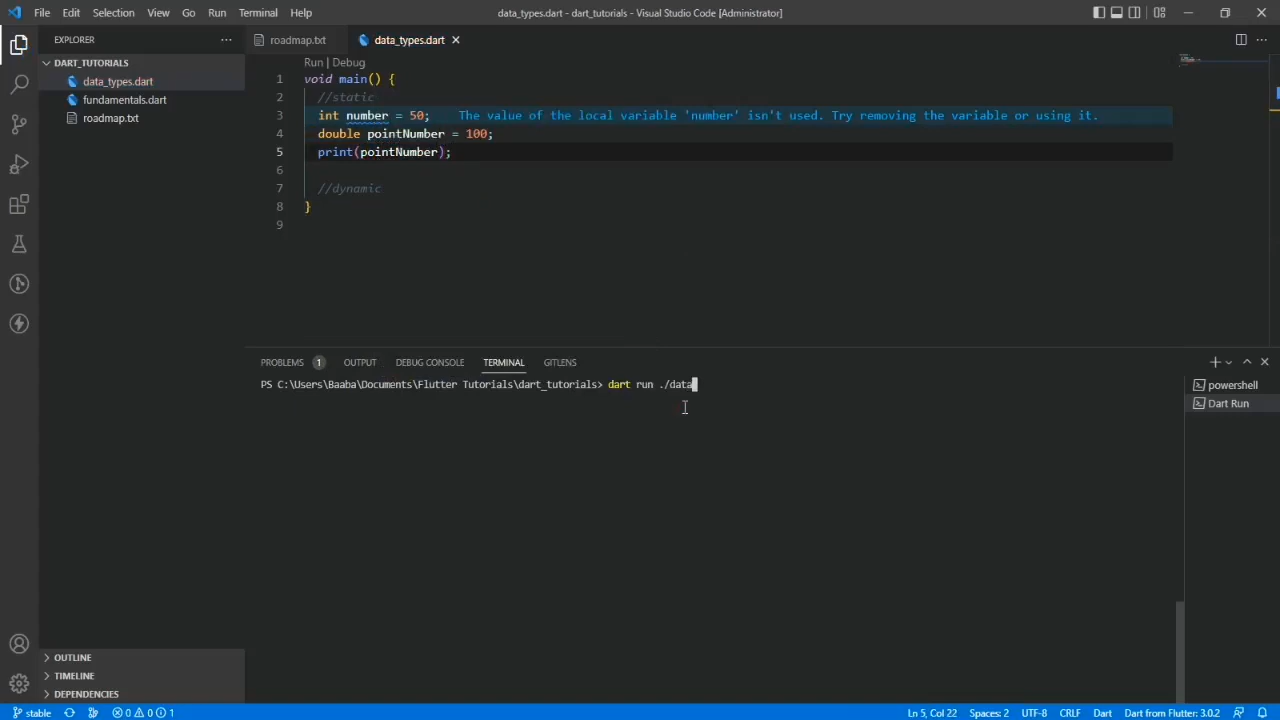 File Edit Selection View Go Run Terminal Help
data_types.dart - dart_tutorials - Visual Studio Code [Administrator]
EXPLORER
roadmap.txt
data_types.dart
DART_TUTORIALS
data_types.dart
fundamentals.dart
roadmap.txt
Run | Debug
1 void main() {
2 //static
3 int number = 50; The value of the local variable 'number' isn't used. Try removing the variable or using it.
4 double pointNumber = 100;
5 print(pointNumber);
6
7 //dynamic
8 }
9
PROBLEMS 1 OUTPUT DEBUG CONSOLE TERMINAL GITLENS
PS C:\Users\Baaba\Documents\Flutter Tutorials\dart_tutorials> dart run ./data
powershell
Dart Run
OUTLINE
TIMELINE
DEPENDENCIES
stable 0 0 1 Ln 5, Col 22 Spaces: 2 UTF-8 CRLF Dart Dart from Flutter: 3.0.2